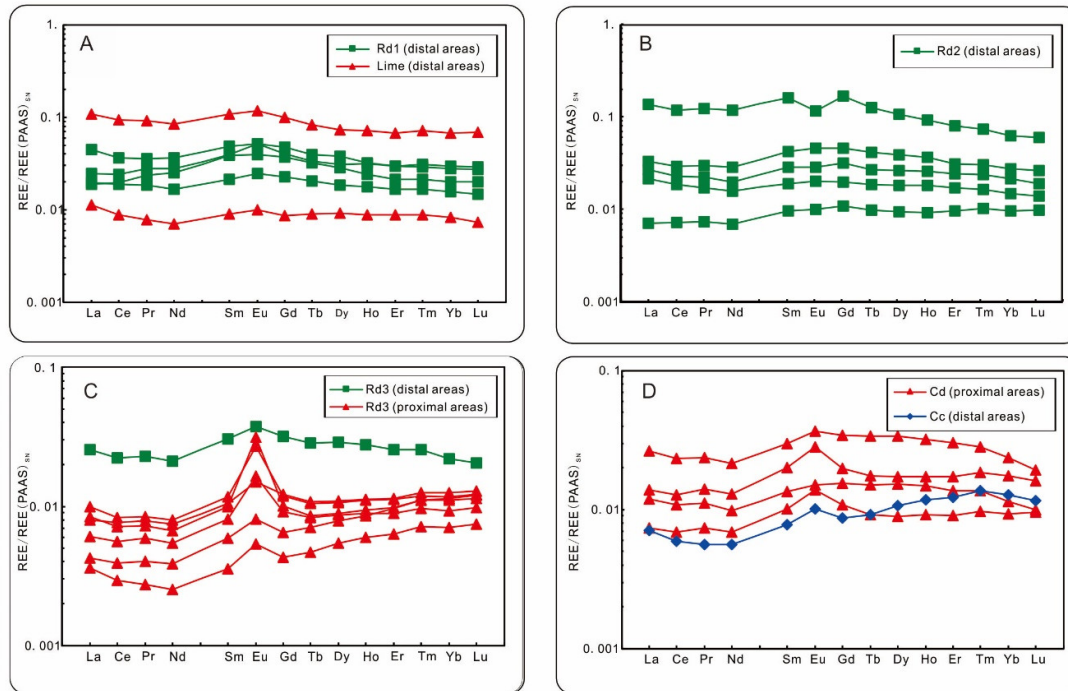 A
1.
0.1
0.01
0.001
REE/REE (PAAS) SN
Rd1 (distal areas)
Lime (distal areas)
La Ce Pr Nd Sm Eu Gd Tb Dy Ho Er Tm Yb Lu
B
1.
0.1
0.01
0.001
REE/REE (PAAS) SN
Rd2 (distal areas)
La Ce Pr Nd Sm Eu Gd Tb Dy Ho Er Tm Yb Lu
C
0.1
0.01
0.001
REE/REE (PAAS) SN
Rd3 (distal areas)
Rd3 (proximal areas)
La Ce Pr Nd Sm Eu Gd Tb Dy Ho Er Tm Yb Lu
D
0.1
0.01
0.001
REE/REE (PAAS) SN
Cd (proximal areas)
Cc (distal areas)
La Ce Pr Nd Sm Eu Gd Tb Dy Ho Er Tm Yb Lu